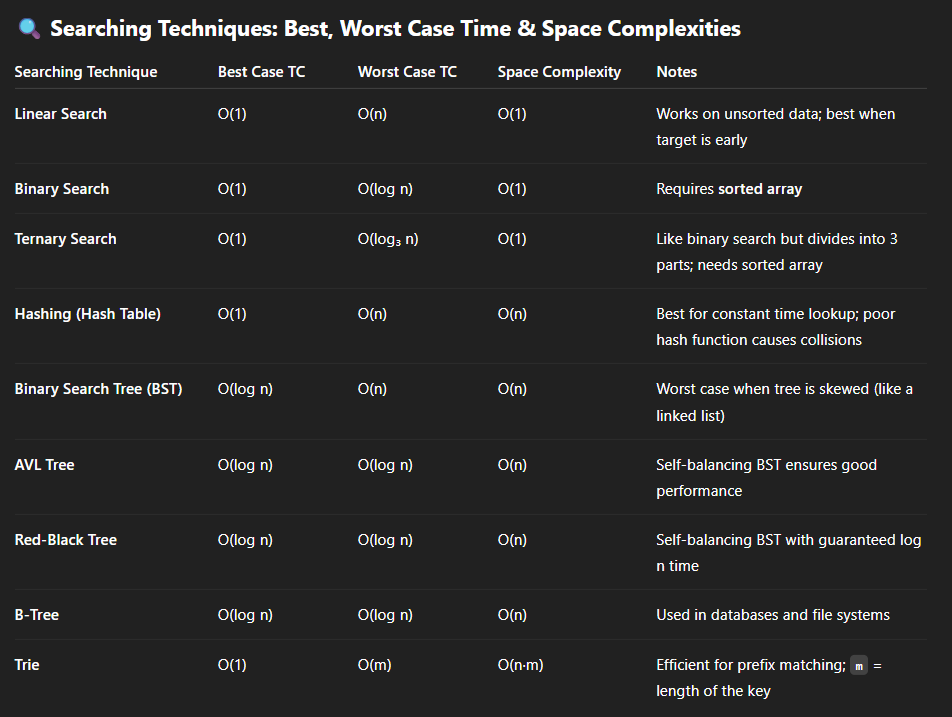 🔍 Searching Techniques: Best, Worst Case Time & Space Complexities
Searching Technique Best Case TC Worst Case TC Space Complexity Notes
Linear Search O(1) O(n) O(1) Works on unsorted data; best when
target is early
Binary Search O(1) O(log n) O(1) Requires sorted array
Ternary Search O(1) O(log₃ n) O(1) Like binary search but divides into 3
parts; needs sorted array
Hashing (Hash Table) O(1) O(n) O(n) Best for constant time lookup; poor
hash function causes collisions
Binary Search Tree (BST) O(log n) O(n) O(n) Worst case when tree is skewed (like a
linked list)
AVL Tree O(log n) O(log n) O(n) Self-balancing BST ensures good
performance
Red-Black Tree O(log n) O(log n) O(n) Self-balancing BST with guaranteed log
n time
B-Tree O(log n) O(log n) O(n) Used in databases and file systems
Trie O(1) O(m) O(n·m) Efficient for prefix matching; m =
length of the key